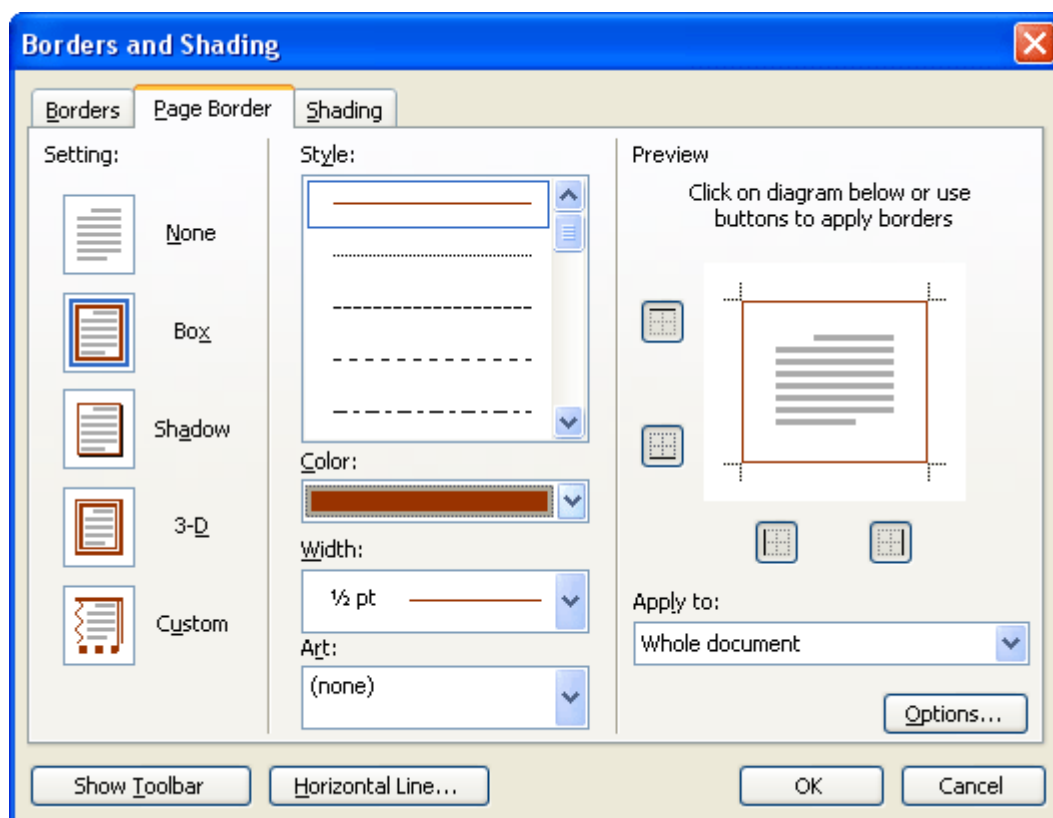 Borders and Shading
Borders
Page Border
Shading
Setting:
None
Box
Shadow
3-D
Custom
Style:
Color:
Width:
½ pt
Art:
(none)
Preview
Click on diagram below or use
buttons to apply borders
Apply to:
Whole document
Options...
Show Toolbar
Horizontal Line...
OK
Cancel